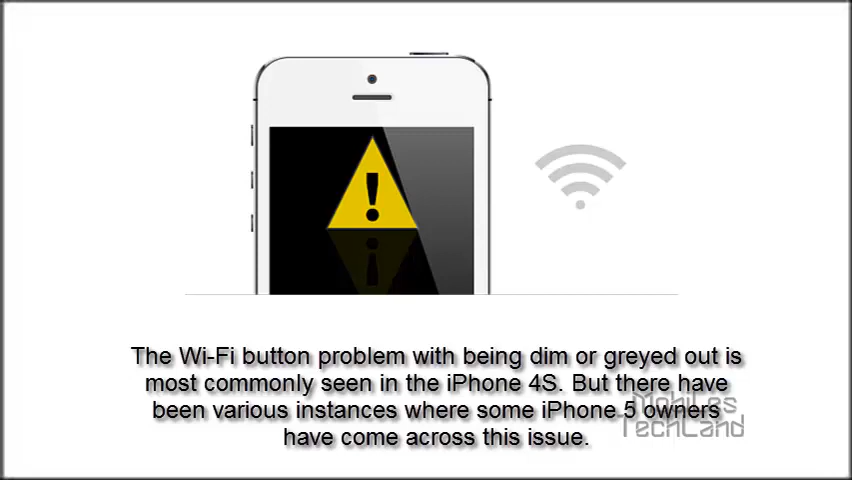 The Wi-Fi button problem with being dim or greyed out is
most commonly seen in the iPhone 4S. But there have
been various instances where some iPhone 5 owners
have come across this issue.
MobiLes
TechLand